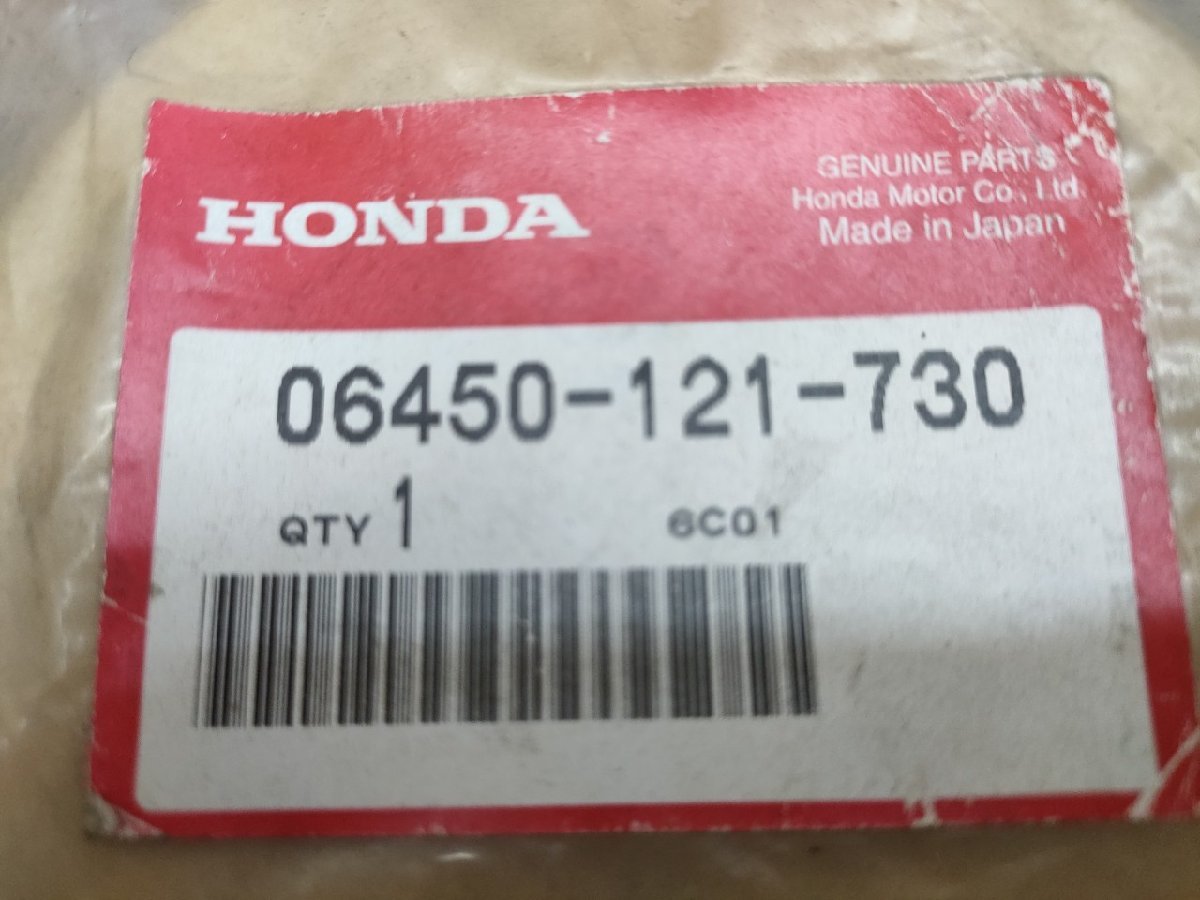 HONDA
GENUINE PARTS
Honda Motor Co., Ltd.
Made in Japan
06450-121-730
QTY 1 6C01